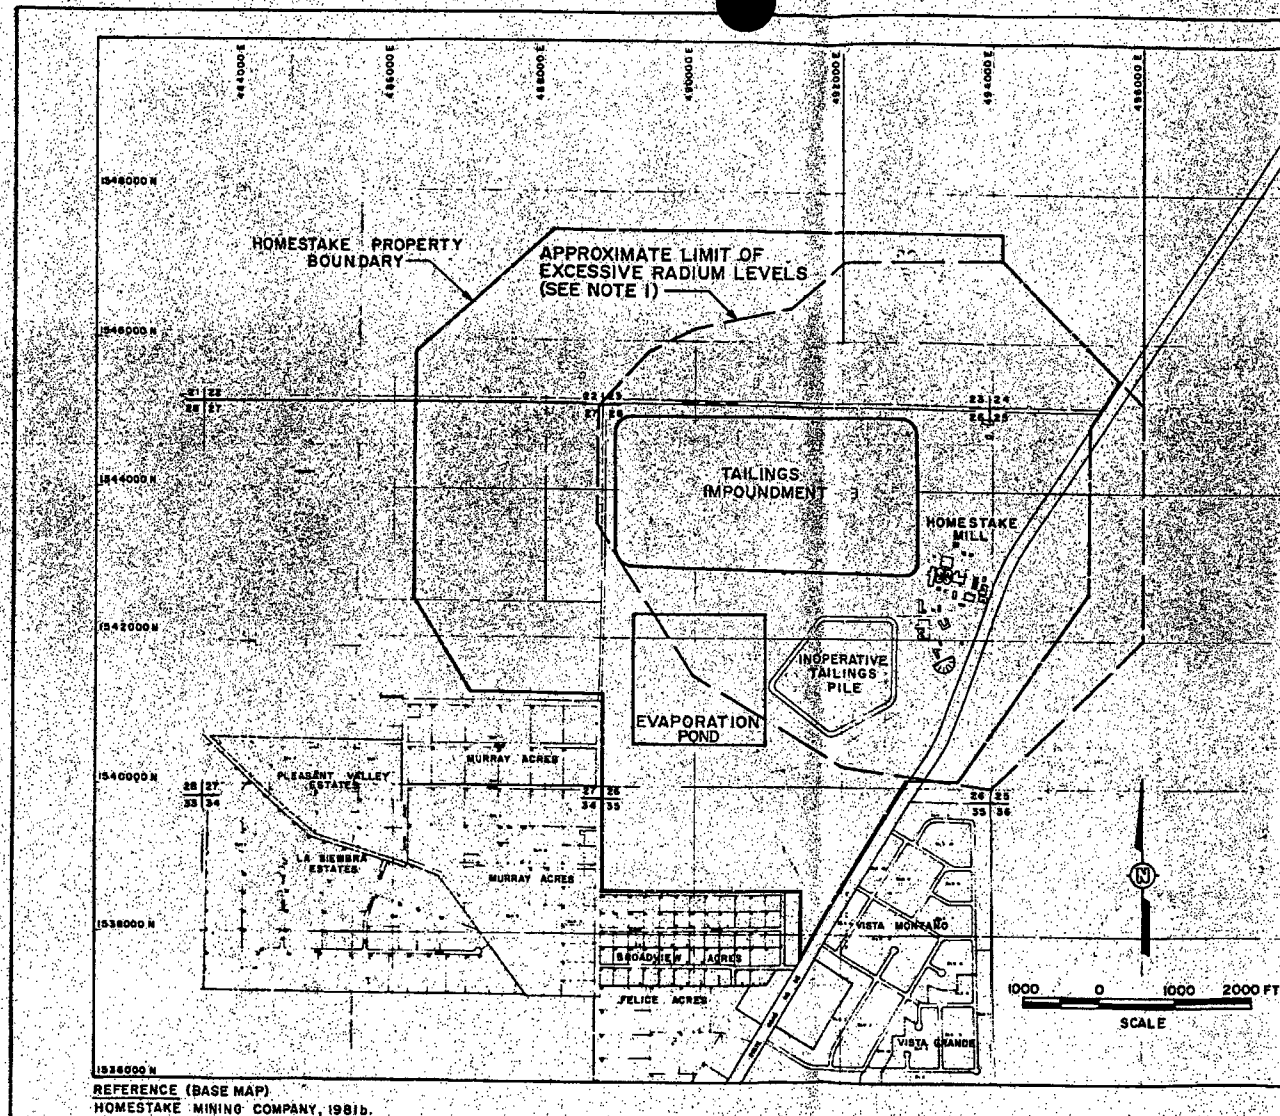 484000 E
486000 E
488000 E
490000 E
492000 E
494000 E
496000 E
1548000 N
HOMESTAKE PROPERTY
BOUNDARY
APPROXIMATE LIMIT OF
EXCESSIVE RADIUM LEVELS
(SEE NOTE 1)
1546000 N
21 22
28 27
22 23
27 26
23 24
26 25
1544000 N
TAILINGS
IMPOUNDMENT
HOMESTAKE
MILL
1542000 N
INOPERATIVE
TAILINGS
PILE
EVAPORATION
POND
MURRAY ACRES
1540000 N
PLEASANT VALLEY
ESTATES
28 27
33 34
27 26
34 35
26 25
35 36
LA SIEMBRA
ESTATES
MURRAY ACRES
N
1538000 N
VISTA MONTANO
BROADVIEW ACRES
FELICE ACRES
1000 0 1000 2000 FT
SCALE
VISTA GRANDE
1536000 N
REFERENCE (BASE MAP)
HOMESTAKE MINING COMPANY, 1981b.